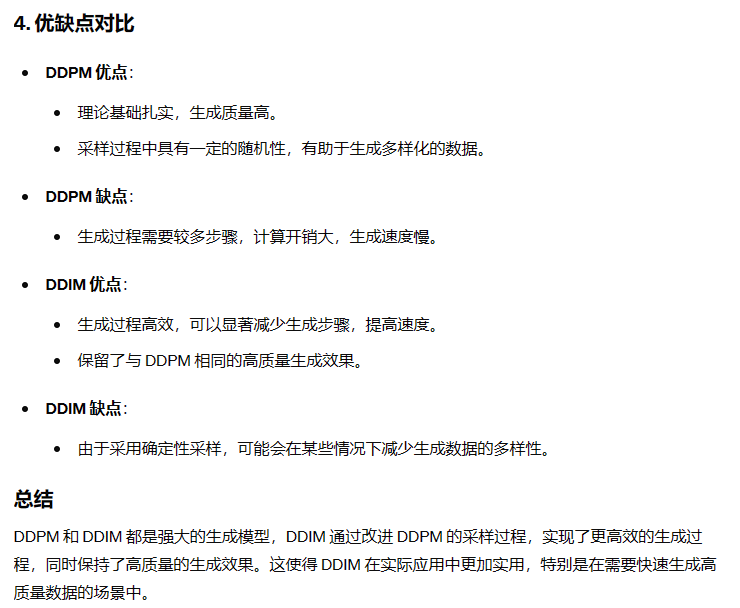 4. 优缺点对比
DDPM 优点：
理论基础扎实，生成质量高。
采样过程中具有一定的随机性，有助于生成多样化的数据。
DDPM 缺点：
生成过程需要较多步骤，计算开销大，生成速度慢。
DDIM 优点：
生成过程高效，可以显著减少生成步骤，提高速度。
保留了与 DDPM 相同的高质量生成效果。
DDIM 缺点：
由于采用确定性采样，可能会在某些情况下减少生成数据的多样性。
总结
DDPM 和 DDIM 都是强大的生成模型，DDIM 通过改进 DDPM 的采样过程，实现了更高效的生成过
程，同时保持了高质量的生成效果。这使得 DDIM 在实际应用中更加实用，特别是在需要快速生成高
质量数据的场景中。